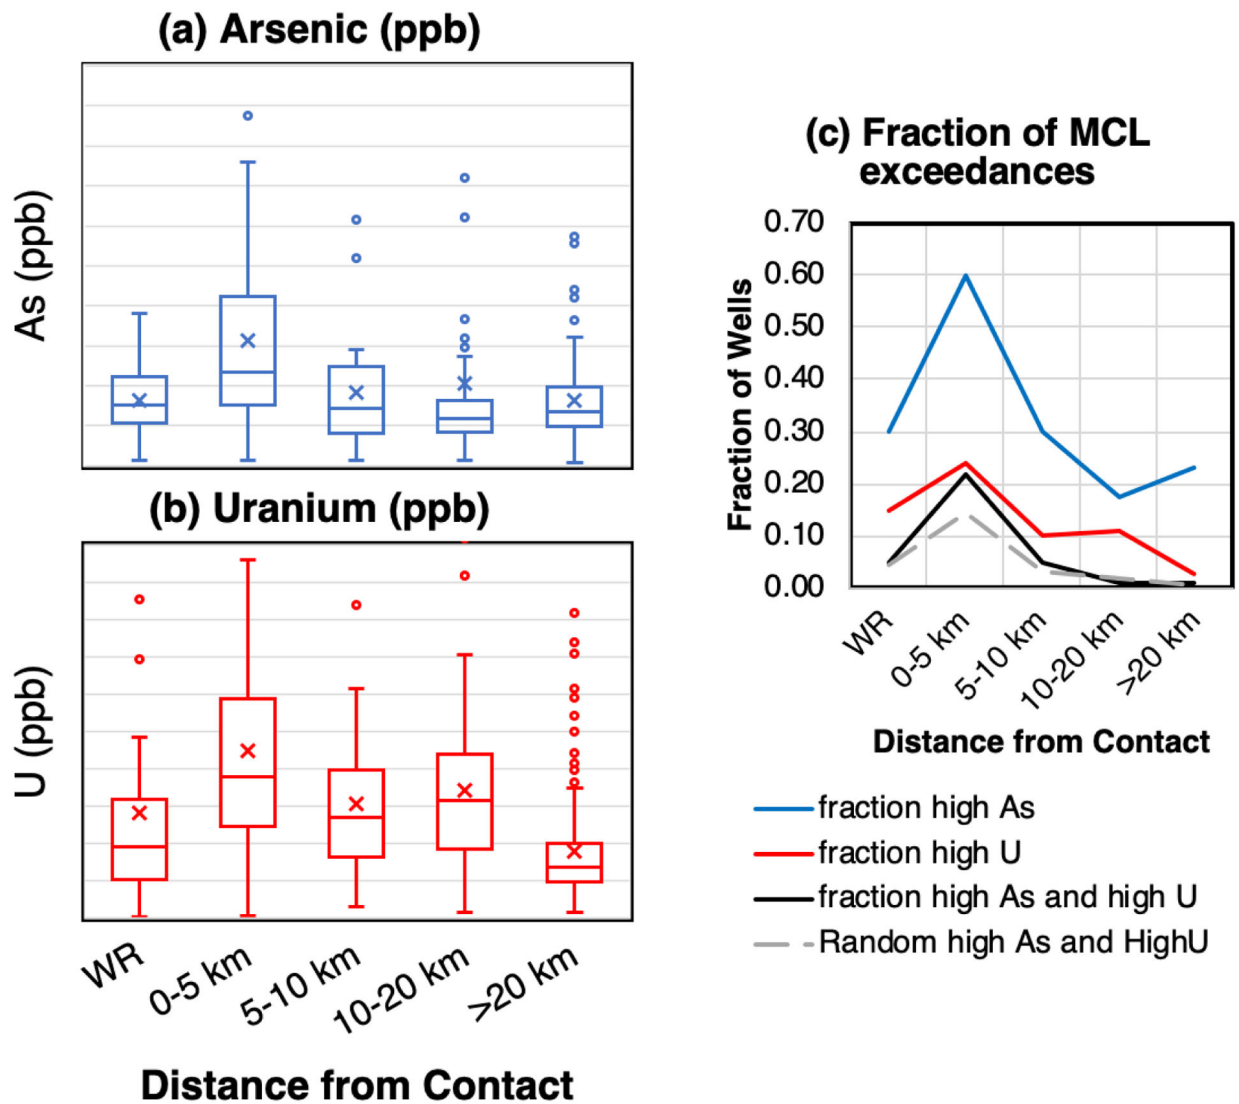 (a) Arsenic (ppb)
As (ppb)
(b) Uranium (ppb)
U (ppb)
WR
0-5 km
5-10 km
10-20 km
>20 km
Distance from Contact
(c) Fraction of MCL
exceedances
Fraction of Wells
0.70
0.60
0.50
0.40
0.30
0.20
0.10
0.00
WR
0-5 km
5-10 km
10-20 km
>20 km
Distance from Contact
fraction high As
fraction high U
fraction high As and high U
Random high As and HighU